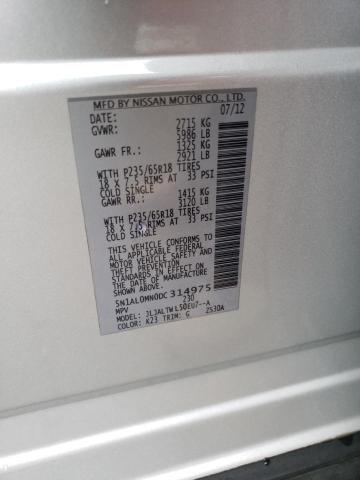 MFD BY NISSAN MOTOR CO., LTD.
DATE: 07/12
GVWR: 2715 KG
5986 LB
GAWR FR.: 1325 KG
2921 LB
WITH P235/65R18 TIRES
18 X 7.5 RIMS AT 33 PSI
COLD SINGLE
GAWR RR.: 1415 KG
3120 LB
WITH P235/65R18 TIRES
18 X 7.5 RIMS AT 33 PSI
COLD SINGLE
THIS VEHICLE CONFORMS TO
ALL APPLICABLE FEDERAL
MOTOR VEHICLE SAFETY
STANDARDS IN EFFECT ON
THE DATE OF MANUFACTURE
SHOWN ABOVE.
5N1AL0MN0DC314975
MPV 230
MODEL: JLJALTWL50EU7--A
COLOR: K23 TRIM: G 2530A